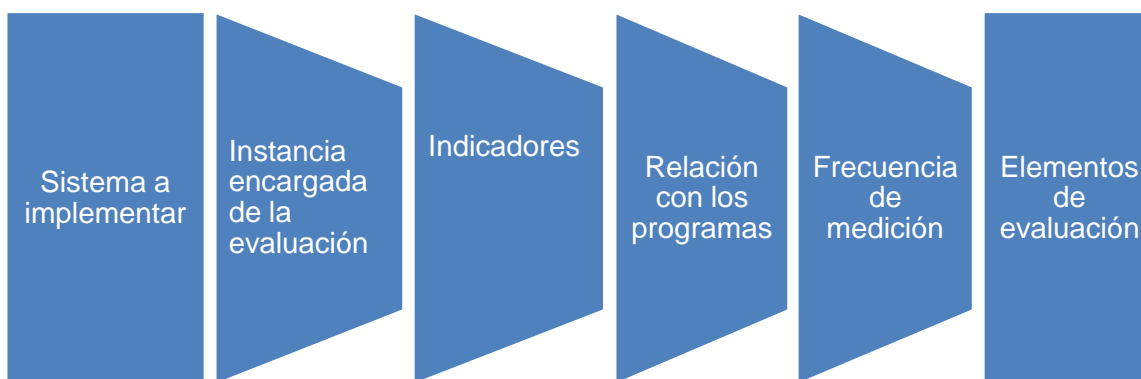 Sistema a
implementar
Instancia
encargada
de la
evaluación
Indicadores
Relación
con los
programas
Frecuencia
de
medición
Elementos
de
evaluación